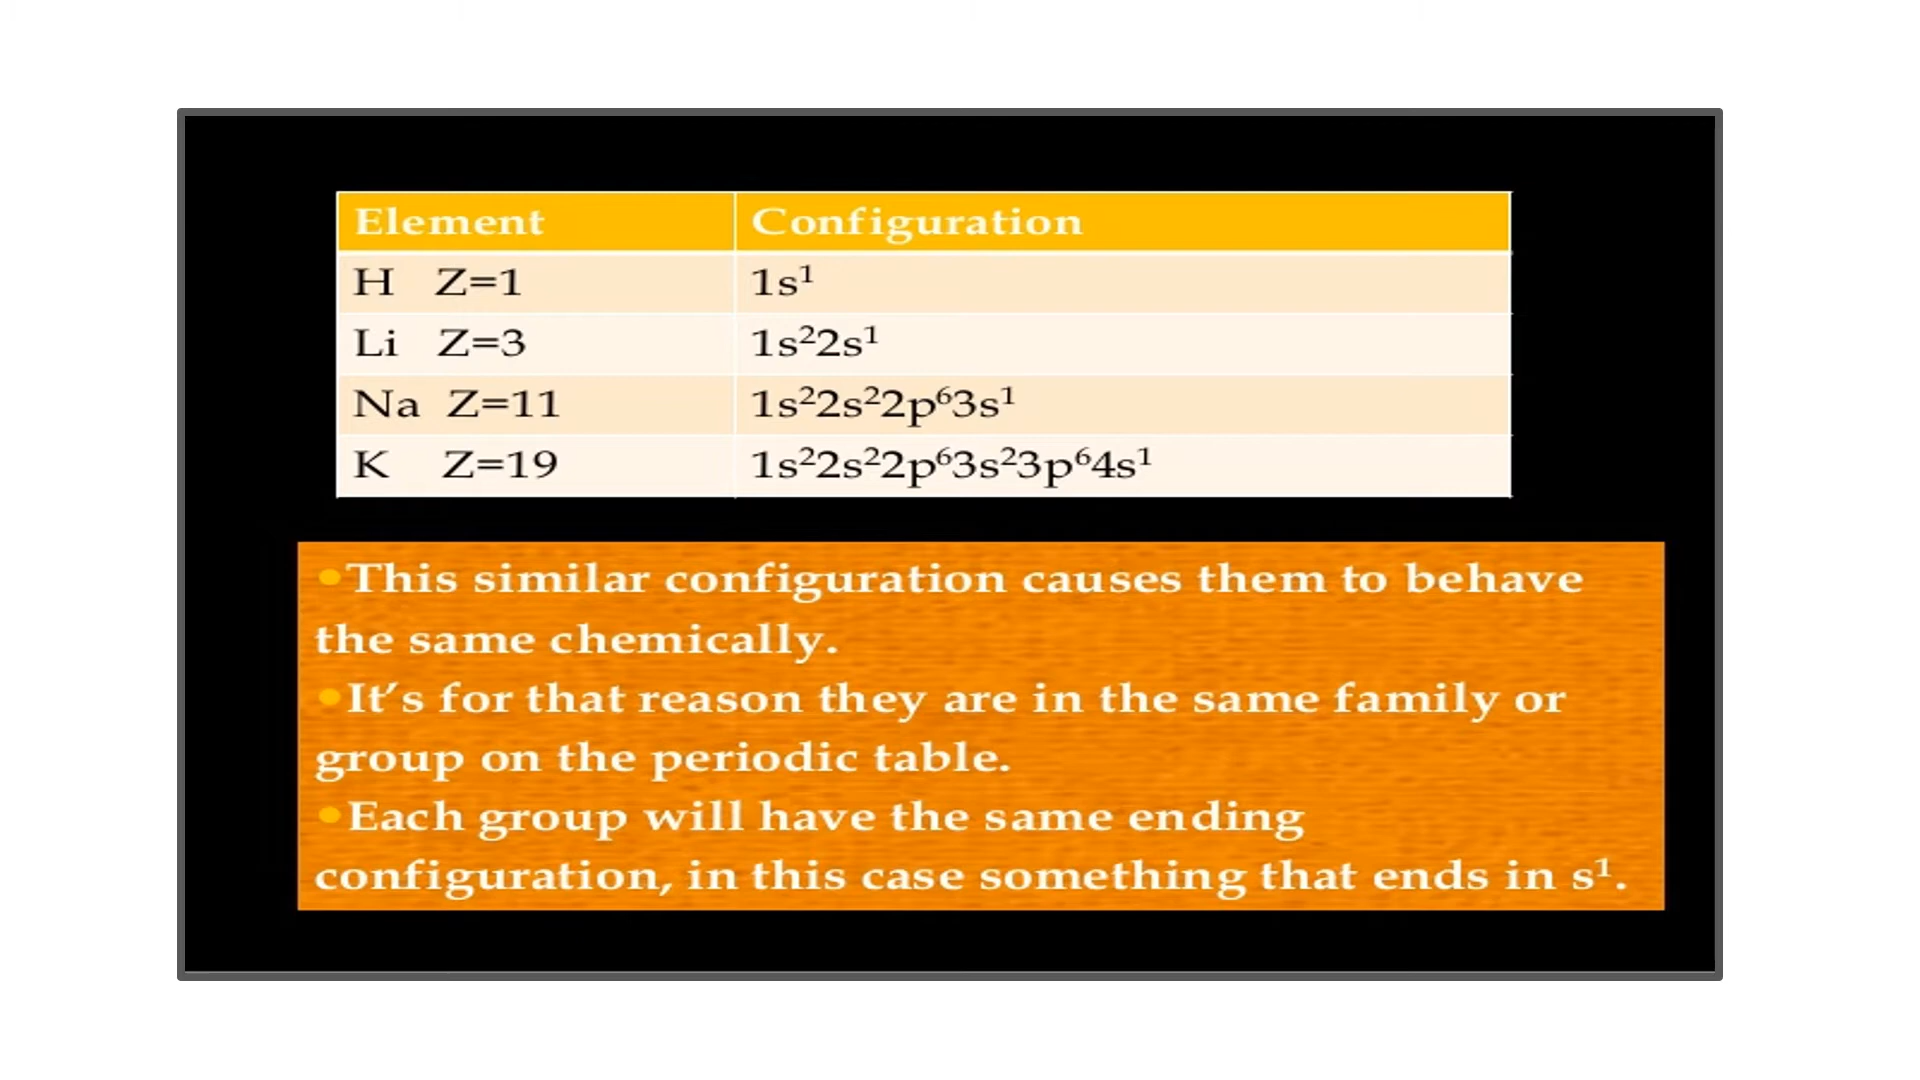 Element Configuration
H Z=1 1s¹
Li Z=3 1s²2s¹
Na Z=11 1s²2s²2p⁶3s¹
K Z=19 1s²2s²2p⁶3s²3p⁶4s¹
•This similar configuration causes them to behave
the same chemically.
•It’s for that reason they are in the same family or
group on the periodic table.
•Each group will have the same ending
configuration, in this case something that ends in s¹.